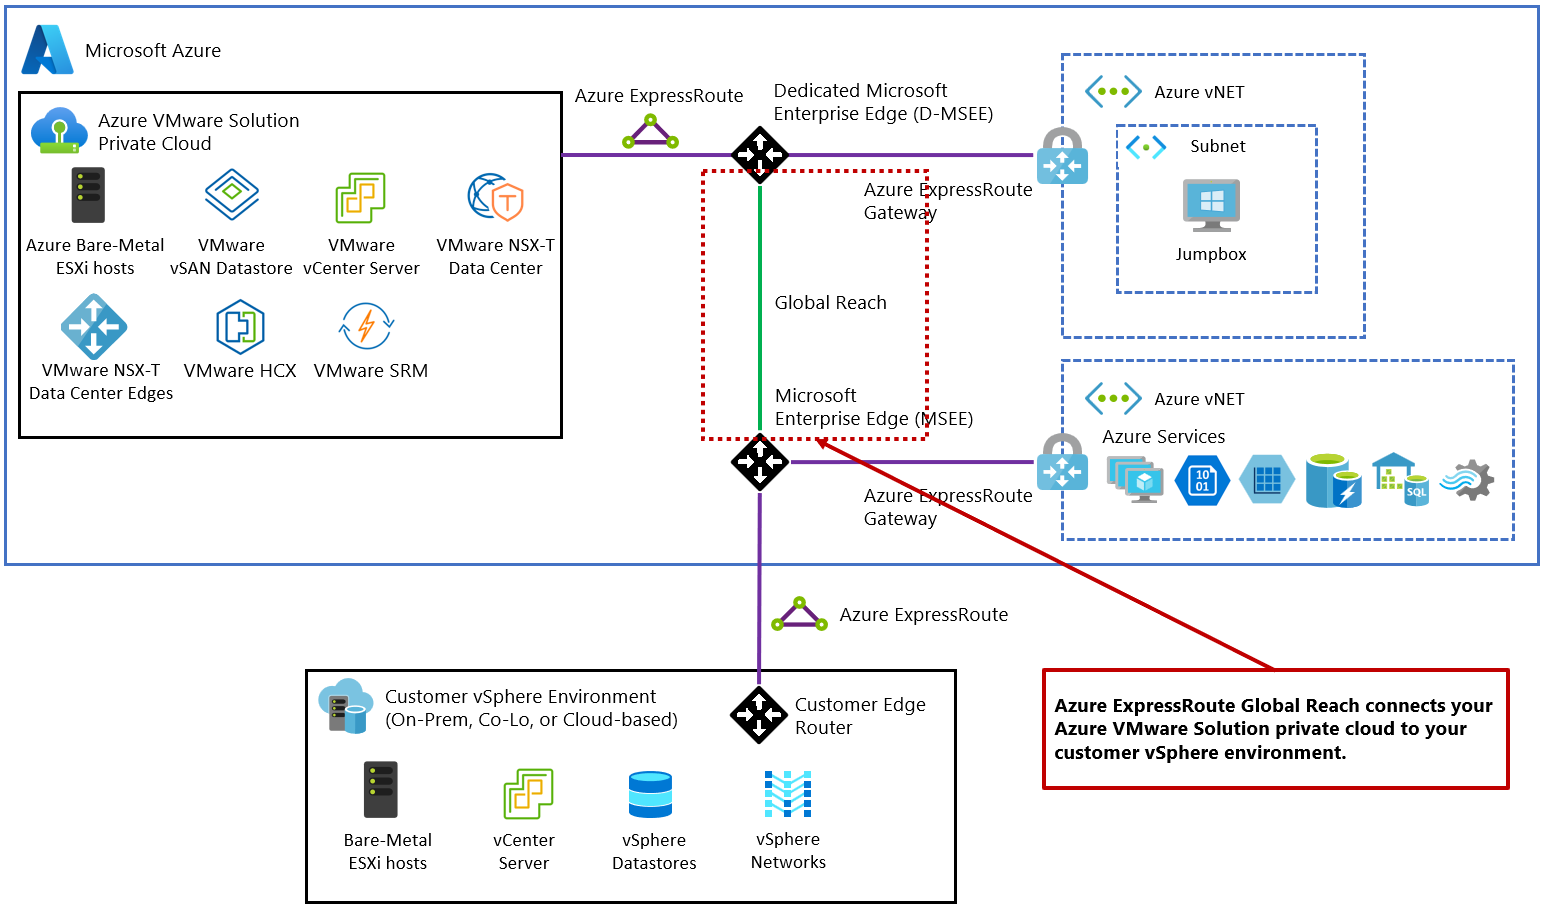 Microsoft Azure
Azure VMware Solution
Private Cloud
Azure Bare-Metal
ESXi hosts
VMware
vSAN Datastore
VMware
vCenter Server
VMware NSX-T
Data Center
VMware NSX-T
Data Center Edges
VMware HCX
VMware SRM
Azure ExpressRoute
Dedicated Microsoft
Enterprise Edge (D-MSEE)
Azure ExpressRoute
Gateway
Global Reach
Microsoft
Enterprise Edge (MSEE)
Azure ExpressRoute
Gateway
Azure vNET
Subnet
Jumpbox
Azure vNET
Azure Services
10
01
SQL
Azure ExpressRoute
Customer vSphere Environment
(On-Prem, Co-Lo, or Cloud-based)
Customer Edge
Router
Bare-Metal
ESXi hosts
vCenter
Server
vSphere
Datastores
vSphere
Networks
Azure ExpressRoute Global Reach connects your
Azure VMware Solution private cloud to your
customer vSphere environment.